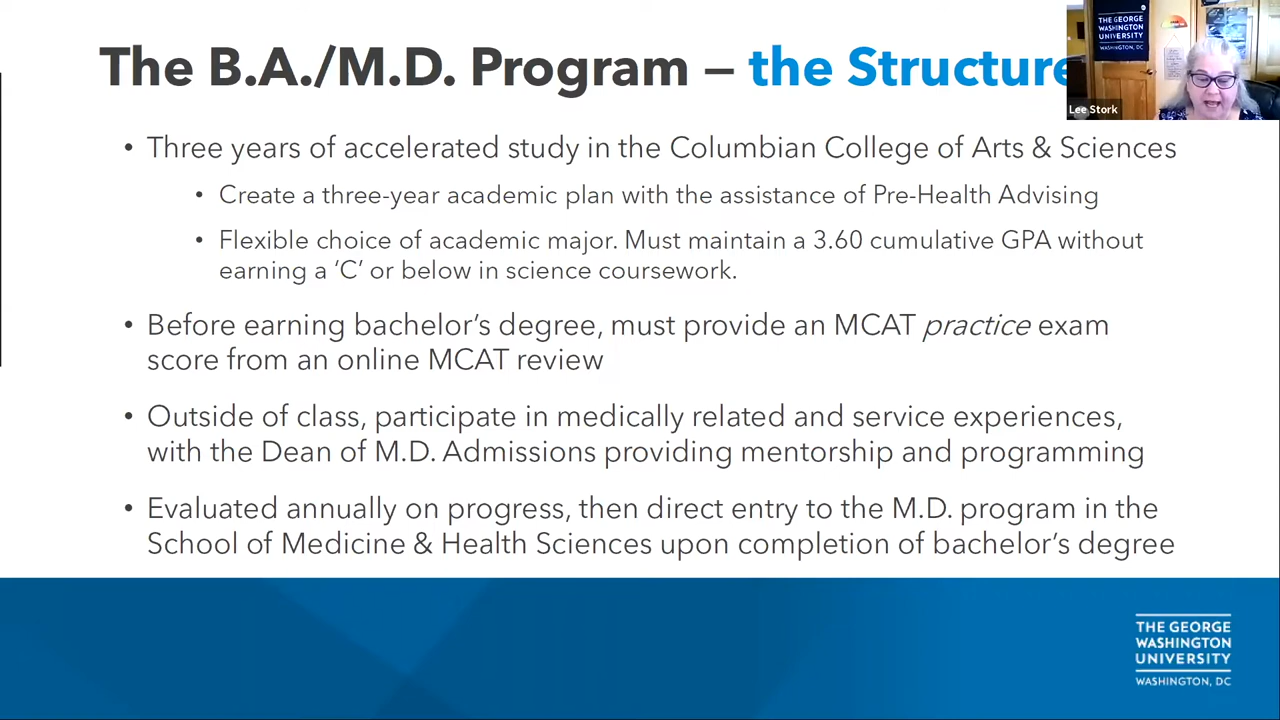 The B.A./M.D. Program – the Structure
THE GEORGE
WASHINGTON
UNIVERSITY
WASHINGTON, DC
Lee Stork
• Three years of accelerated study in the Columbian College of Arts & Sciences
• Create a three-year academic plan with the assistance of Pre-Health Advising
• Flexible choice of academic major. Must maintain a 3.60 cumulative GPA without
earning a ‘C’ or below in science coursework.
• Before earning bachelor’s degree, must provide an MCAT practice exam
score from an online MCAT review
• Outside of class, participate in medically related and service experiences,
with the Dean of M.D. Admissions providing mentorship and programming
• Evaluated annually on progress, then direct entry to the M.D. program in the
School of Medicine & Health Sciences upon completion of bachelor’s degree
THE GEORGE
WASHINGTON
UNIVERSITY
WASHINGTON, DC